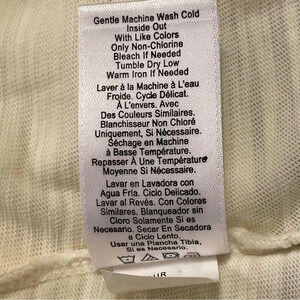 Gentle Machine Wash Cold
Inside Out
With Like Colors
Only Non-Chlorine
Bleach If Needed
Tumble Dry Low
Warm Iron If Needed
Laver à la Machine à L'eau
Froide. Cycle Délicat.
À L'envers. Avec
Des Couleurs Similaires.
Blanchisseur Non Chloré
Uniquement, Si Nécessaire.
Séchage en Machine
à Basse Température.
Repasser À Une Température
Moyenne Si Nécessaire.
Lavar en Lavadora con
Agua Fría. Ciclo Delicado.
Lavar al Revés. Con Colores
Similares. Blanqueador sin
Cloro Solamente Si es
Necesario. Secar En Secadora
a Ciclo Lento.
Usar una Plancha Tibia,
Si es Necesario.